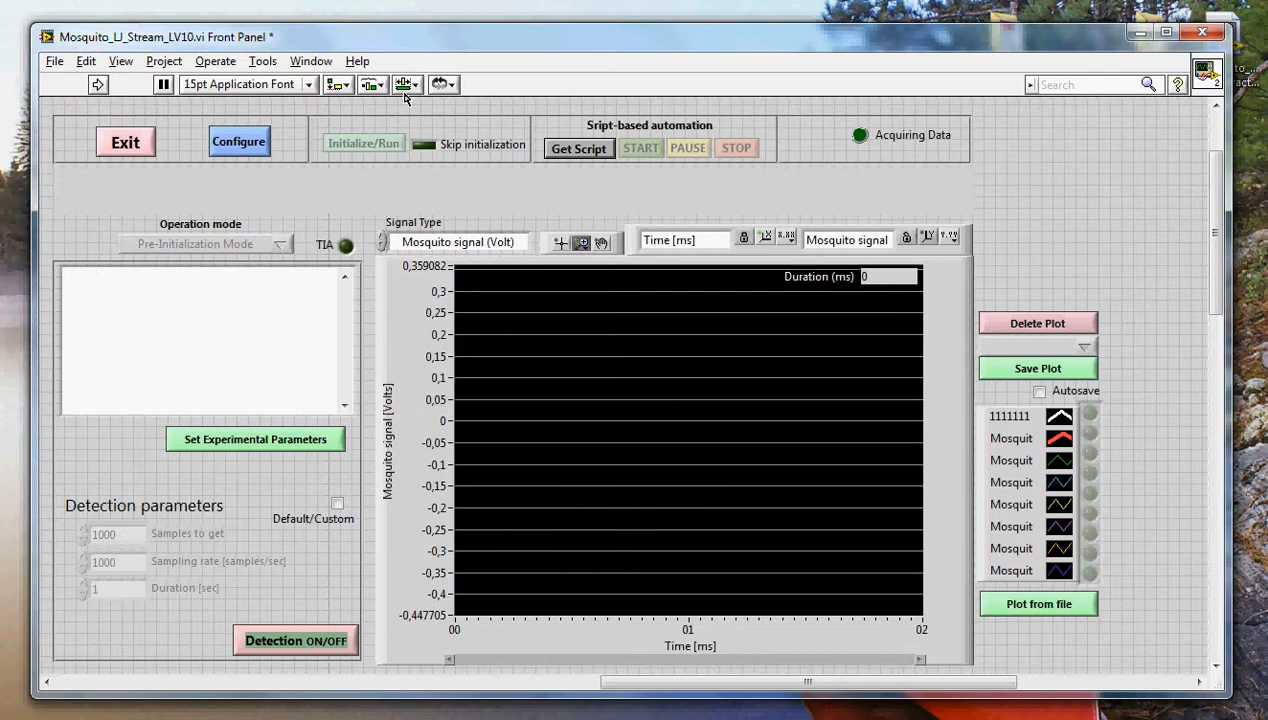 Mosquito_LJ_Stream_LV10.vi Front Panel *
File Edit View Project Operate Tools Window Help
15pt Application Font
Search
?
2
Exit
Configure
Initialize/Run
Skip initialization
Sript-based automation
Get Script
START
PAUSE
STOP
Acquiring Data
Operation mode
Pre-Initialization Mode
TIA
Set Experimental Parameters
Detection parameters
Default/Custom
1000 Samples to get
1000 Sampling rate [samples/sec]
1 Duration [sec]
Detection ON/OFF
Signal Type
Mosquito signal (Volt)
Time [ms]
Mosquito signal
Duration (ms) 0
Mosquito signal [Volts]
0,359082
0,3
0,25
0,2
0,15
0,1
0,05
0
-0,05
-0,1
-0,15
-0,2
-0,25
-0,3
-0,35
-0,4
-0,447705
00 01 02
Time [ms]
Delete Plot
Save Plot
Autosave
1111111
Mosquit
Mosquit
Mosquit
Mosquit
Mosquit
Mosquit
Mosquit
Plot from file